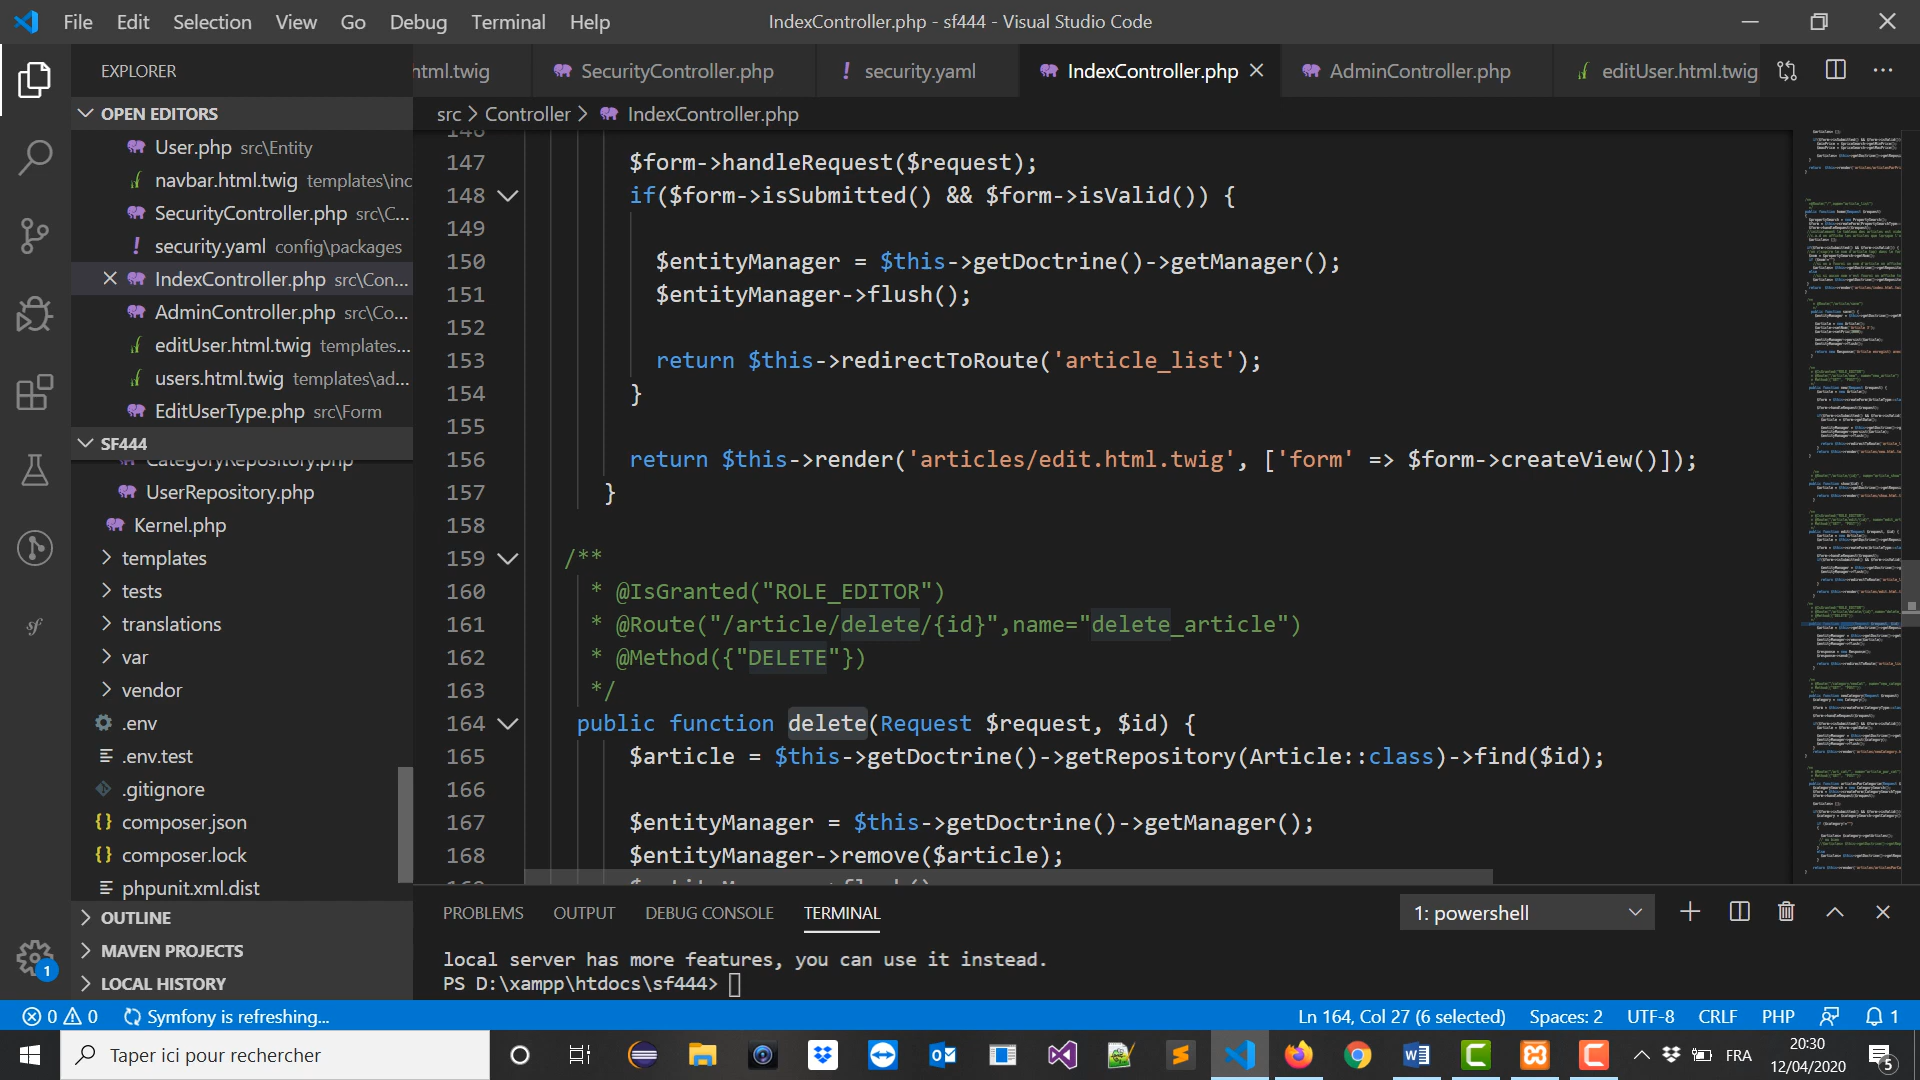 File Edit Selection View Go Debug Terminal Help
IndexController.php - sf444 - Visual Studio Code
EXPLORER
OPEN EDITORS
User.php src\Entity
navbar.html.twig templates\inc
SecurityController.php src\C...
! security.yaml config\packages
IndexController.php src\Con...
AdminController.php src\Co...
editUser.html.twig templates...
users.html.twig templates\ad...
EditUserType.php src\Form
SF444
CategoryRepository.php
UserRepository.php
Kernel.php
templates
tests
translations
var
vendor
.env
.env.test
.gitignore
composer.json
composer.lock
phpunit.xml.dist
OUTLINE
MAVEN PROJECTS
LOCAL HISTORY
html.twig SecurityController.php ! security.yaml IndexController.php AdminController.php editUser.html.twig
src > Controller > IndexController.php
146
147 $form->handleRequest($request);
148 if($form->isSubmitted() && $form->isValid()) {
149
150 $entityManager = $this->getDoctrine()->getManager();
151 $entityManager->flush();
152
153 return $this->redirectToRoute('article_list');
154 }
155
156 return $this->render('articles/edit.html.twig', ['form' => $form->createView()]);
157 }
158
159 /**
160 * @IsGranted("ROLE_EDITOR")
161 * @Route("/article/delete/{id}",name="delete_article")
162 * @Method({"DELETE"})
163 */
164 public function delete(Request $request, $id) {
165 $article = $this->getDoctrine()->getRepository(Article::class)->find($id);
166
167 $entityManager = $this->getDoctrine()->getManager();
168 $entityManager->remove($article);
PROBLEMS OUTPUT DEBUG CONSOLE TERMINAL
1: powershell
local server has more features, you can use it instead.
PS D:\xampp\htdocs\sf444>
1
0 0 Symfony is refreshing...
Ln 164, Col 27 (6 selected) Spaces: 2 UTF-8 CRLF PHP 1
Taper ici pour rechercher
FRA
20:30
12/04/2020
5